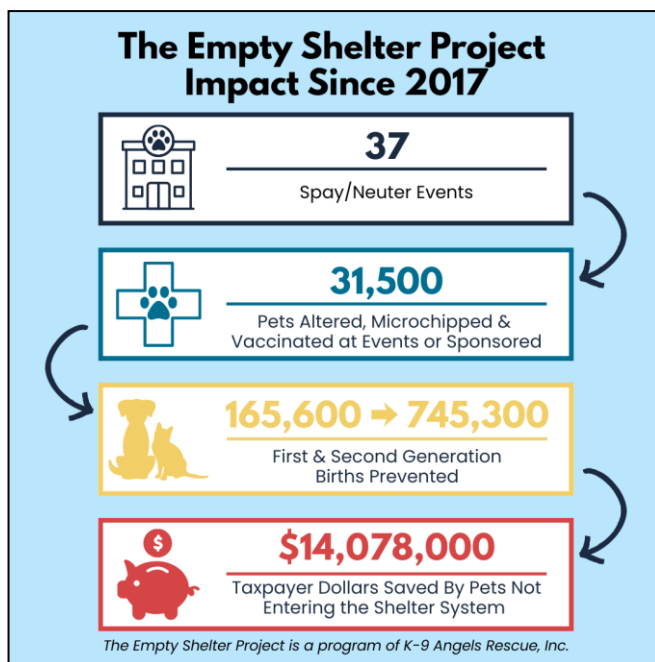 The Empty Shelter Project
Impact Since 2017
37
Spay/Neuter Events
31,500
Pets Altered, Microchipped &
Vaccinated at Events or Sponsored
165,600 → 745,300
First & Second Generation
Births Prevented
$
$14,078,000
Taxpayer Dollars Saved By Pets Not
Entering the Shelter System
The Empty Shelter Project is a program of K-9 Angels Rescue, Inc.